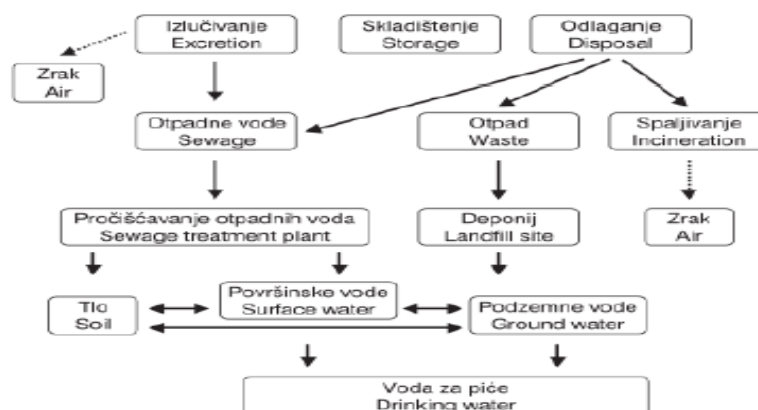 Izlučivanje
Excretion
Skladištenje
Storage
Odlaganje
Disposal
Zrak
Air
Otpadne vode
Sewage
Otpad
Waste
Spaljivanje
Incineration
Pročišćavanje otpadnih voda
Sewage treatment plant
Deponij
Landfill site
Zrak
Air
Tlo
Soil
Površinske vode
Surface water
Podzemne vode
Ground water
Voda za piće
Drinking water